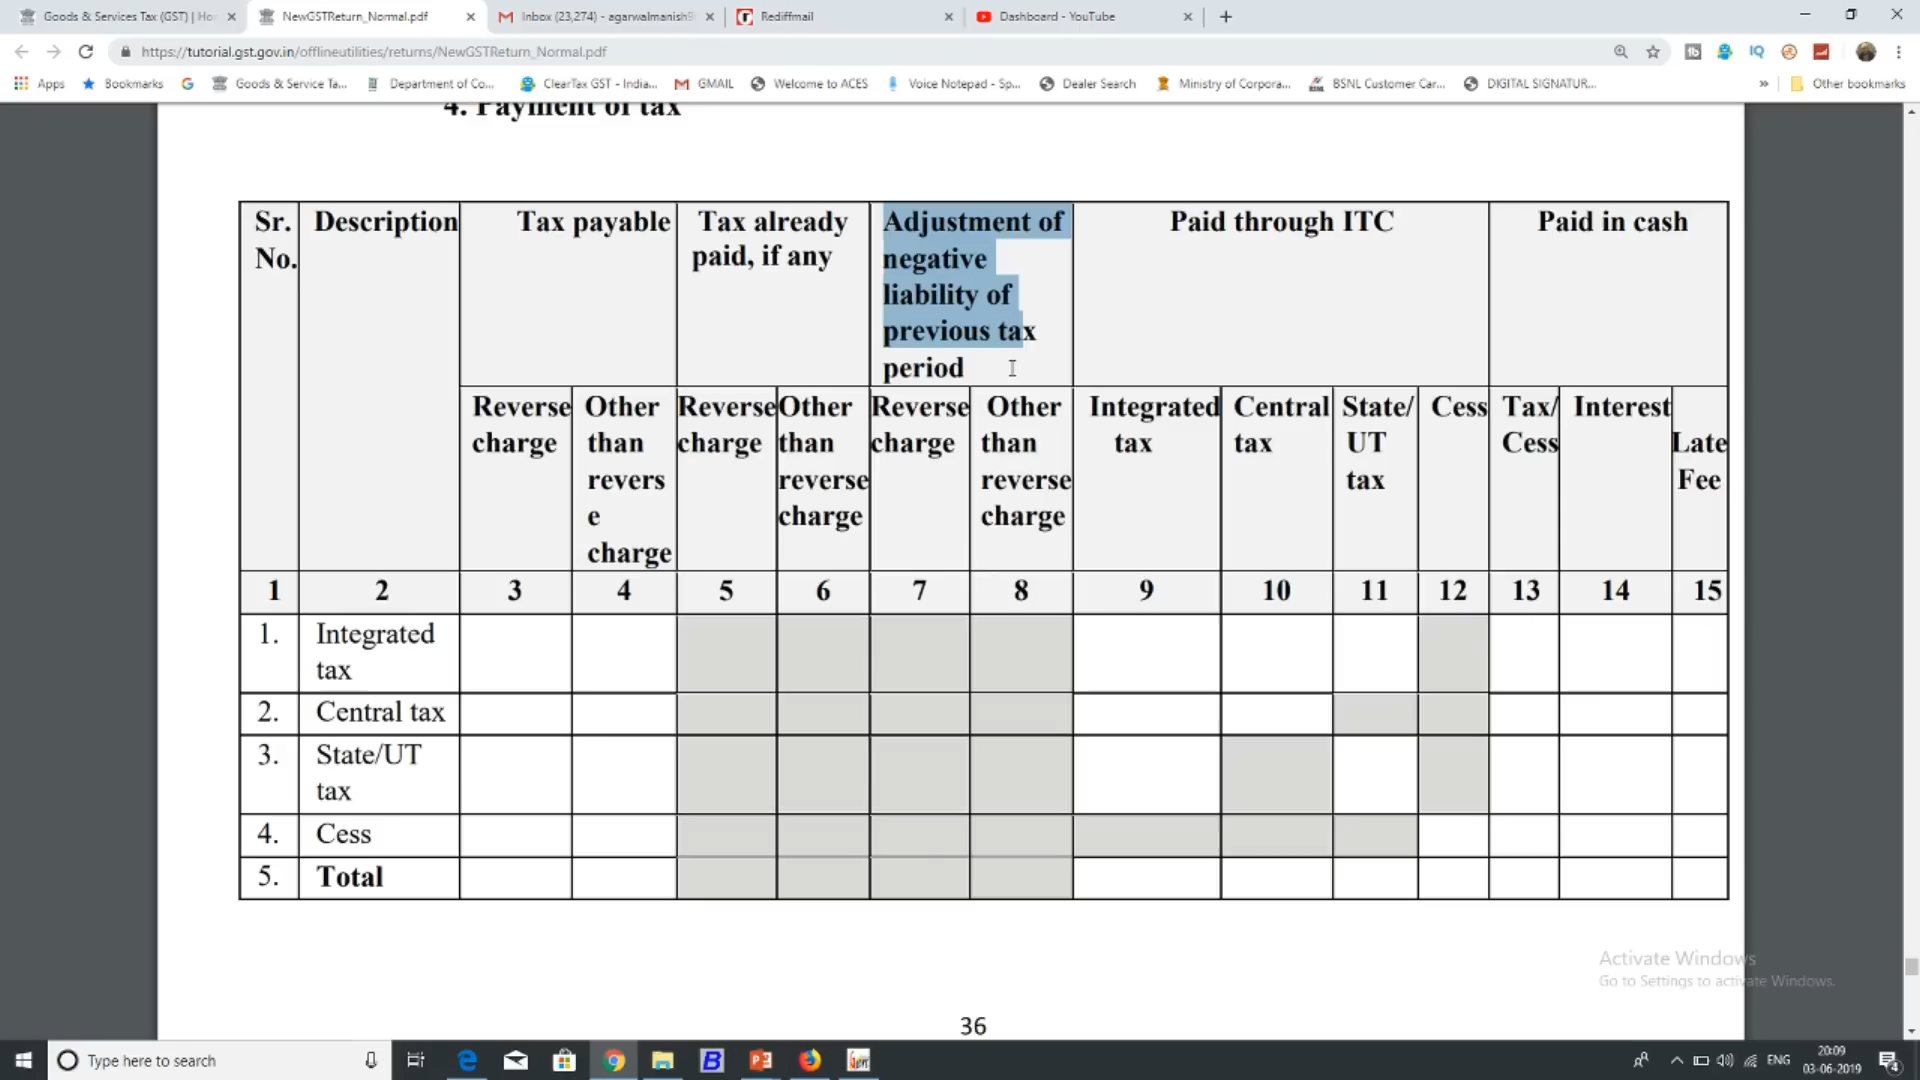 Goods & Services Tax (GST) | Ho
NewGSTReturn_Normal.pdf
Inbox (23,274) - agarwalmanish9
Rediffmail
Dashboard - YouTube
https://tutorial.gst.gov.in/offlineutilities/returns/NewGSTReturn_Normal.pdf
Apps
Bookmarks
Goods & Service Ta...
Department of Co...
ClearTax GST - India...
GMAIL
Welcome to ACES
Voice Notepad - Sp...
Dealer Search
Ministry of Corpora...
BSNL Customer Car...
DIGITAL SIGNATUR...
»
Other bookmarks
4. Payment of tax
Sr. No.
Description
Tax payable
Tax already
paid, if any
Adjustment of
negative
liability of
previous tax
period
Paid through ITC
Paid in cash
Reverse
charge
Other
than
revers
e
charge
Reverse
charge
Other
than
reverse
charge
Reverse
charge
Other
than
reverse
charge
Integrated
tax
Central
tax
State/
UT
tax
Cess
Tax/
Cess
Interest
Late
Fee
1 2 3 4 5 6 7 8 9 10 11 12 13 14 15
1. Integrated
tax
2. Central tax
3. State/UT
tax
4. Cess
5. Total
Activate Windows
Go to Settings to activate Windows.
36
Type here to search
ENG
20:09
03-06-2019
4